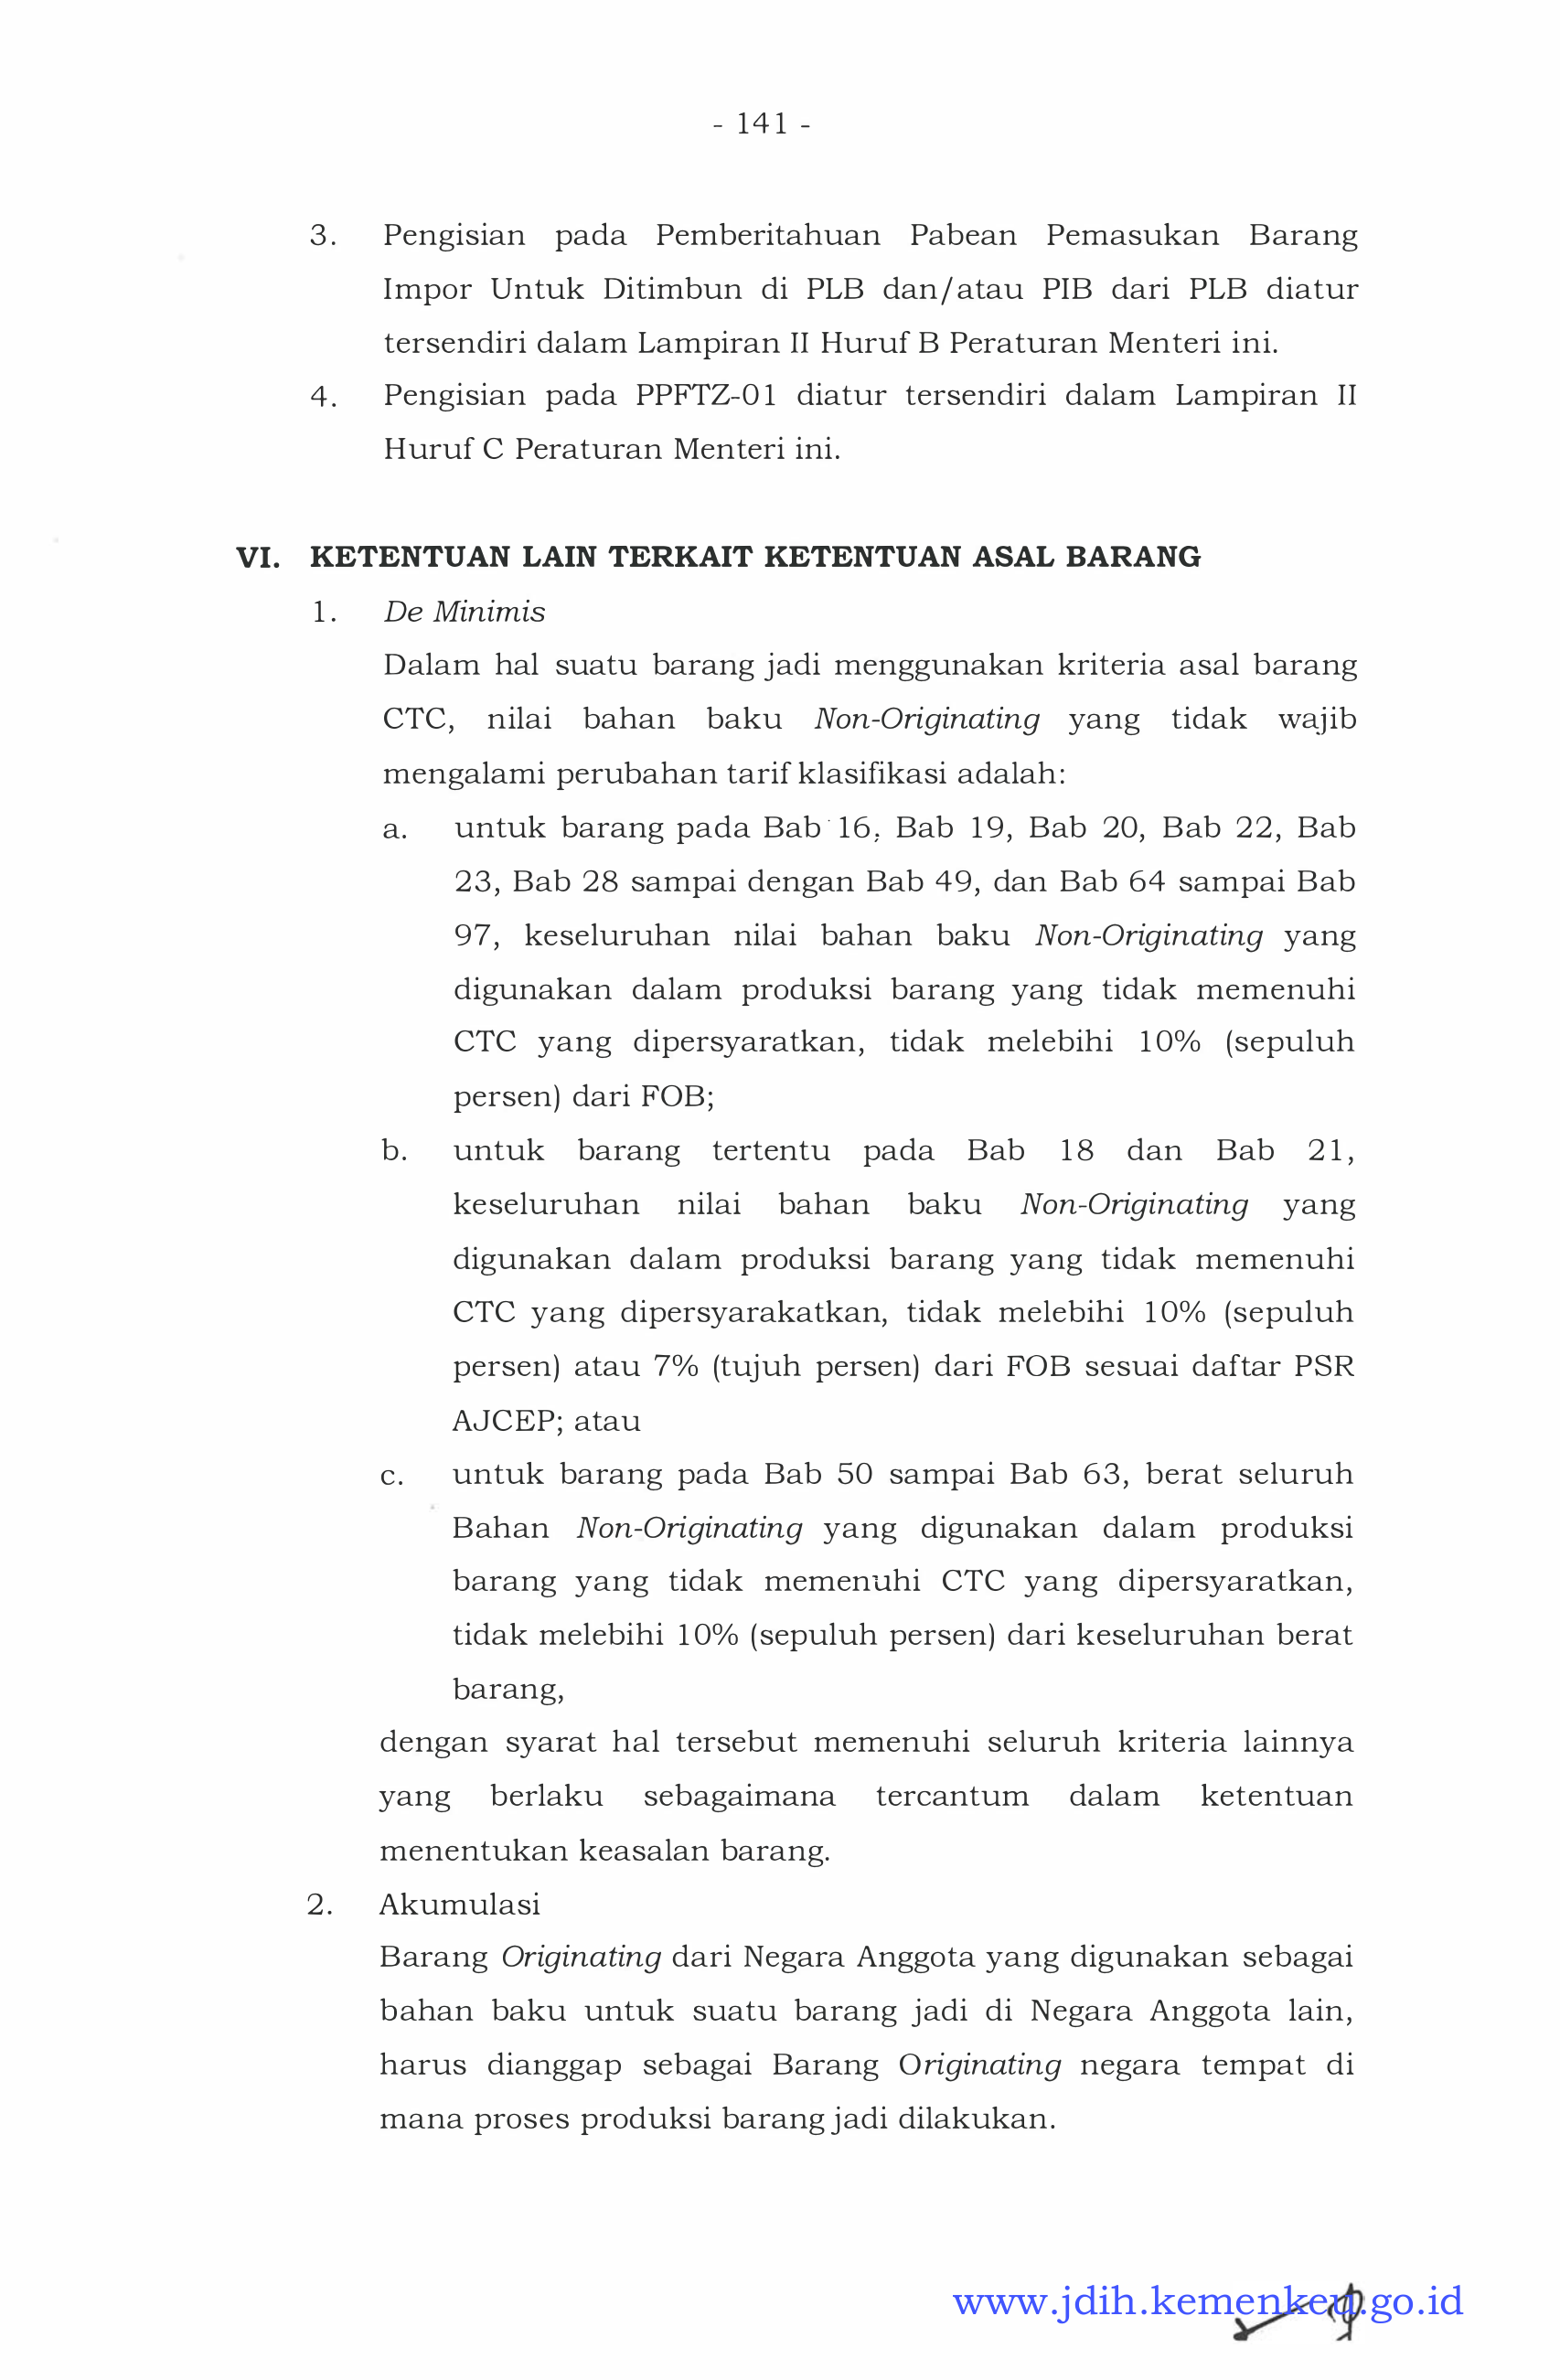 - 141 -
3. Pengisian pada Pemberitahuan Pabean Pemasukan Barang
Impor Untuk Ditimbun di PLB dan/atau PIB dari PLB diatur
tersendiri dalam Lampiran II Huruf B Peraturan Menteri ini.
4. Pengisian pada PPFTZ-01 diatur tersendiri dalam Lampiran II
Huruf C Peraturan Menteri ini.
VI. KETENTUAN LAIN TERKAIT KETENTUAN ASAL BARANG
1. De Minimis
Dalam hal suatu barang jadi menggunakan kriteria asal barang
CTC, nilai bahan baku Non-Originating yang tidak wajib
mengalami perubahan tarif klasifikasi adalah:
a. untuk barang pada Bab 16, Bab 19, Bab 20, Bab 22, Bab
23, Bab 28 sampai dengan Bab 49, dan Bab 64 sampai Bab
97, keseluruhan nilai bahan baku Non-Originating yang
digunakan dalam produksi barang yang tidak memenuhi
CTC yang dipersyaratkan, tidak melebihi 10% (sepuluh
persen) dari FOB;
b. untuk barang tertentu pada Bab 18 dan Bab 21,
keseluruhan nilai bahan baku Non-Originating yang
digunakan dalam produksi barang yang tidak memenuhi
CTC yang dipersyarakatkan, tidak melebihi 10% (sepuluh
persen) atau 7% (tujuh persen) dari FOB sesuai daftar PSR
AJCEP; atau
c. untuk barang pada Bab 50 sampai Bab 63, berat seluruh
Bahan Non-Originating yang digunakan dalam produksi
barang yang tidak memenuhi CTC yang dipersyaratkan,
tidak melebihi 10% (sepuluh persen) dari keseluruhan berat
barang,
dengan syarat hal tersebut memenuhi seluruh kriteria lainnya
yang berlaku sebagaimana tercantum dalam ketentuan
menentukan keasalan barang.
2. Akumulasi
Barang Originating dari Negara Anggota yang digunakan sebagai
bahan baku untuk suatu barang jadi di Negara Anggota lain,
harus dianggap sebagai Barang Originating negara tempat di
mana proses produksi barang jadi dilakukan.
www.jdih.kemenkeu.go.id